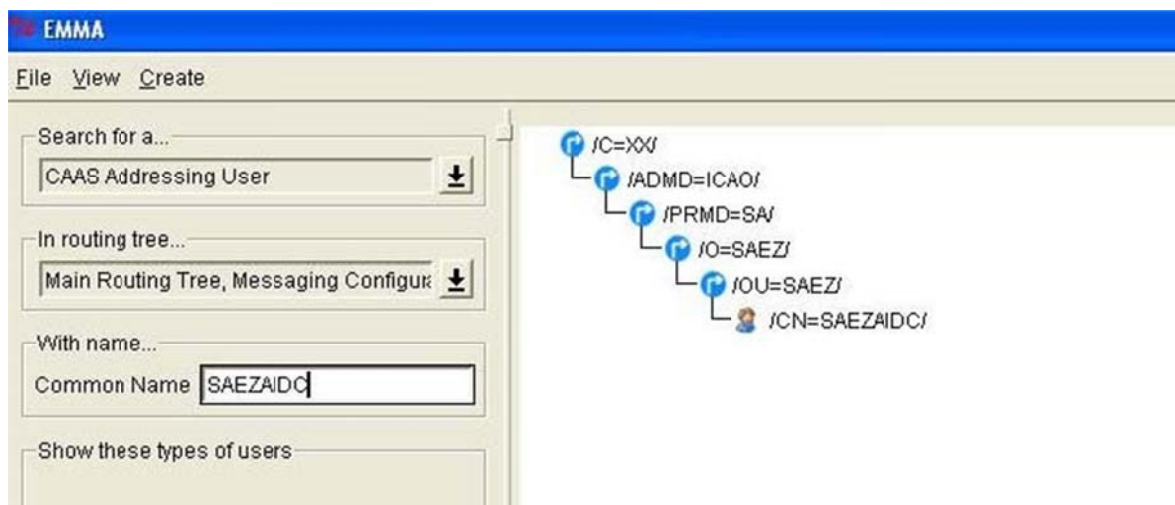 EMMA
File View Create
Search for a...
CAAS Addressing User
In routing tree...
Main Routing Tree, Messaging Configur
With name...
Common Name SAEZAIDC
Show these types of users
/C=XX/
/ADMD=ICAO/
/PRMD=SA/
/O=SAEZ/
/OU=SAEZ/
/CN=SAEZAIDC/